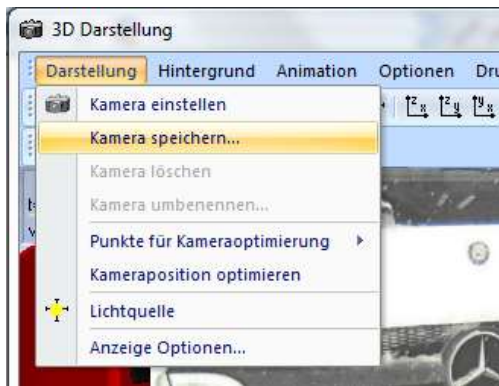 3D Darstellung
Darstellung Hintergrund Animation Optionen
Kamera einstellen
Kamera speichern...
Kamera löschen
Kamera umbenennen...
Punkte für Kameraoptimierung
Kameraposition optimieren
Lichtquelle
Anzeige Optionen...